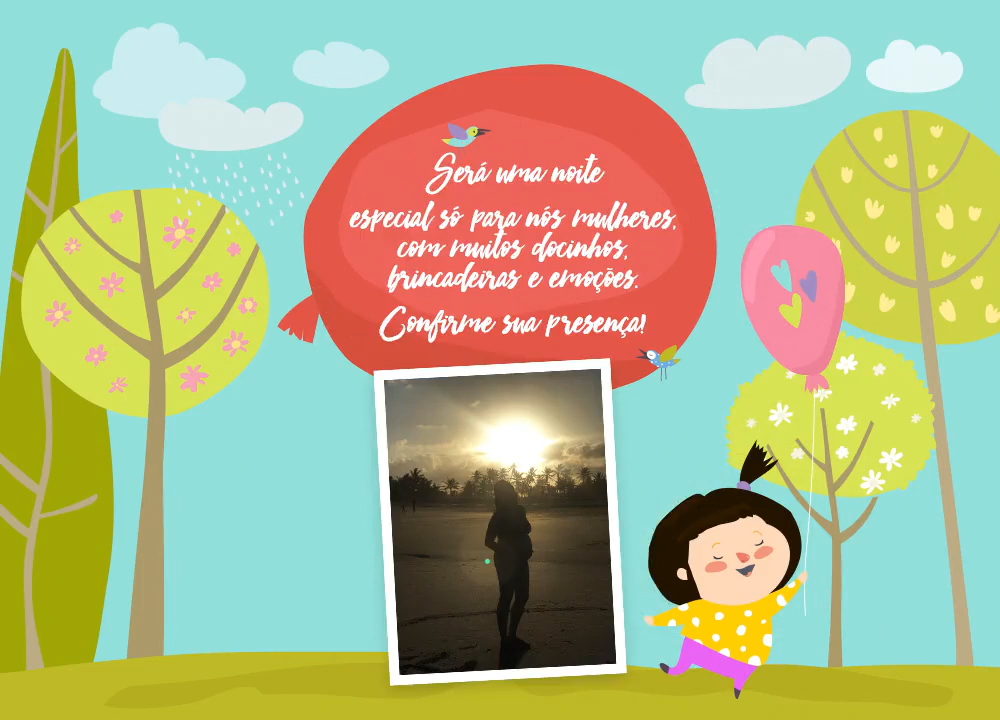 Será uma noite
especial só para nós mulheres,
com muitos docinhos,
brincadeiras e emoções.
Confirme sua presença!